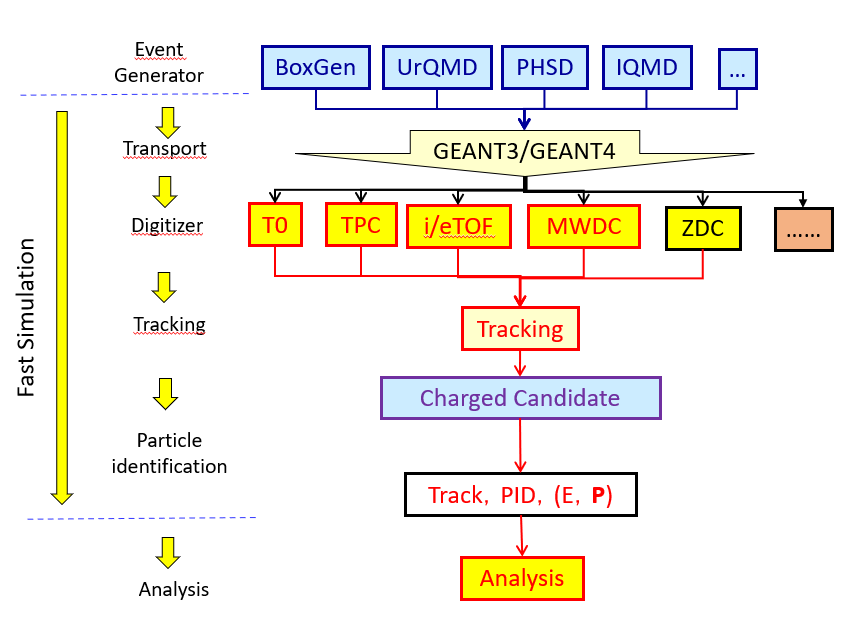 Event
Generator
BoxGen
UrQMD
PHSD
IQMD
...
Transport
GEANT3/GEANT4
Digitizer
T0
TPC
i/eTOF
MWDC
ZDC
......
Fast Simulation
Tracking
Tracking
Charged Candidate
Particle
identification
Track, PID, (E, P)
Analysis
Analysis